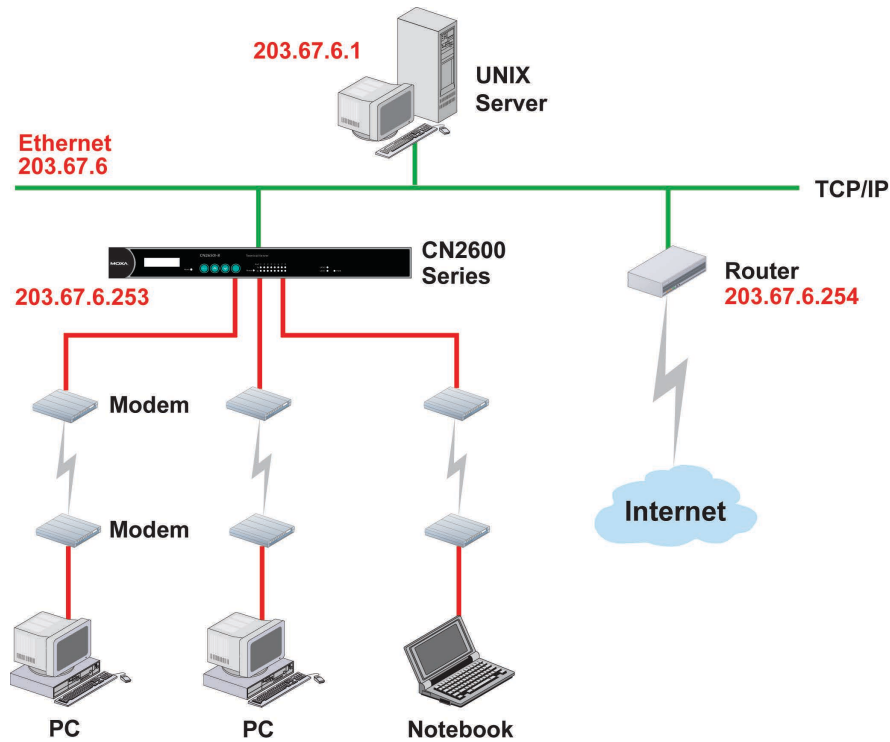 203.67.6.1
UNIX
Server
Ethernet
203.67.6
TCP/IP
MOXA
CN2600
Series
203.67.6.253
Router
203.67.6.254
Modem
Modem
Internet
PC
PC
Notebook